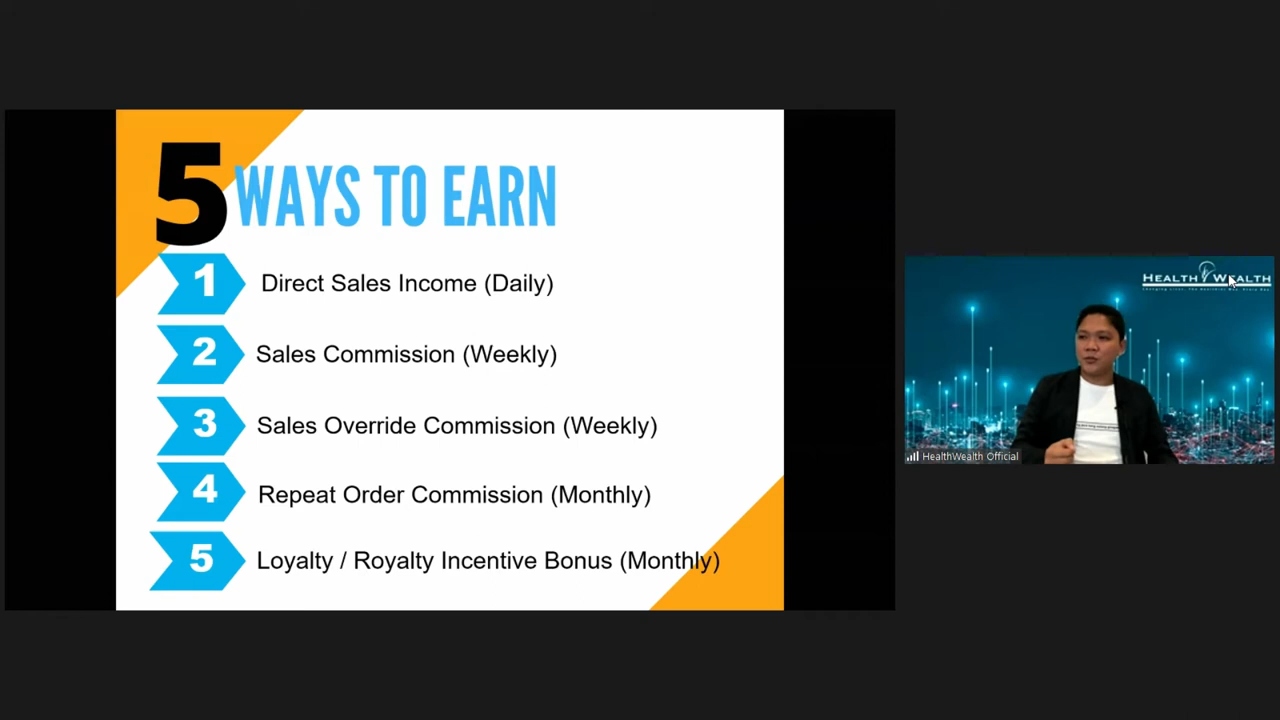 5 WAYS TO EARN
1 Direct Sales Income (Daily)
2 Sales Commission (Weekly)
3 Sales Override Commission (Weekly)
4 Repeat Order Commission (Monthly)
5 Loyalty / Royalty Incentive Bonus (Monthly)
HEALTH WEALTH
HealthWealth Official